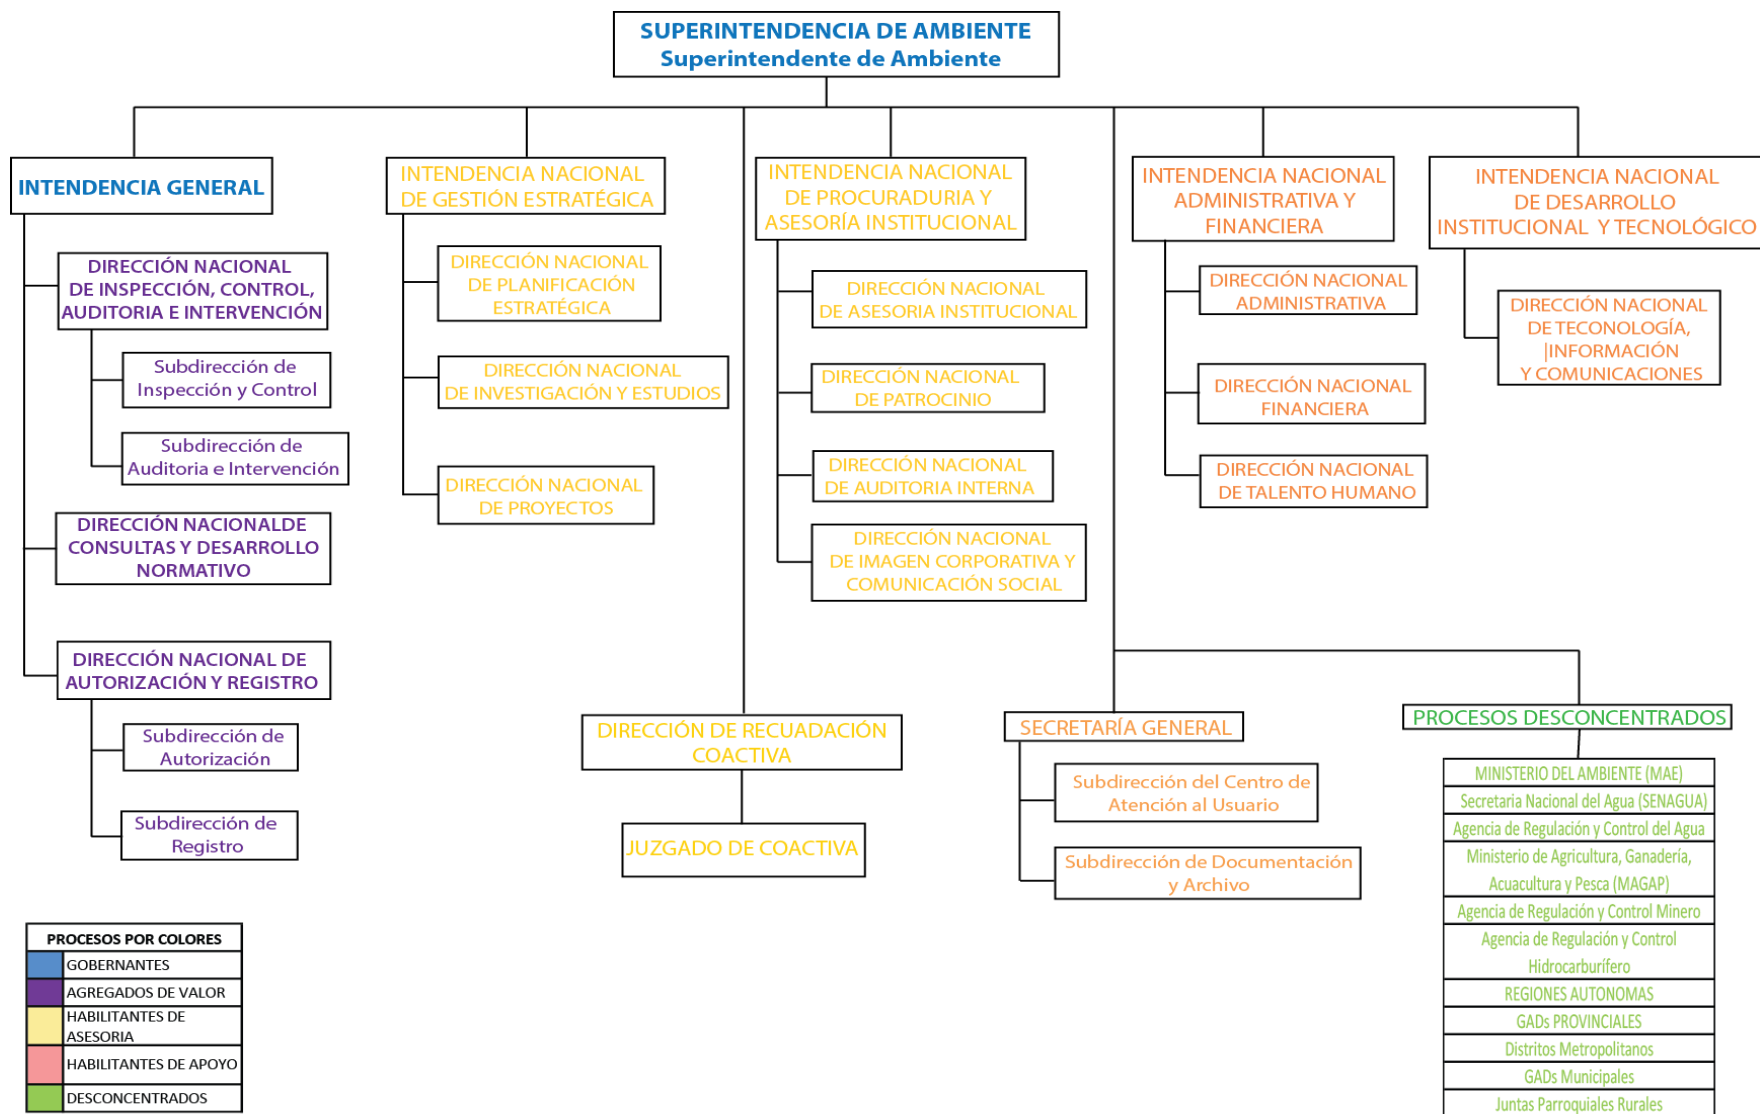 SUPERINTENDENCIA DE AMBIENTE
Superintendente de Ambiente
INTENDENCIA GENERAL
DIRECCIÓN NACIONAL
DE INSPECCIÓN, CONTROL,
AUDITORIA E INTERVENCIÓN
Subdirección de
Inspección y Control
Subdirección de
Auditoria e Intervención
DIRECCIÓN NACIONALDE
CONSULTAS Y DESARROLLO
NORMATIVO
DIRECCIÓN NACIONAL DE
AUTORIZACIÓN Y REGISTRO
Subdirección de
Autorización
Subdirección de
Registro
INTENDENCIA NACIONAL
DE GESTIÓN ESTRATÉGICA
DIRECCIÓN NACIONAL
DE PLANIFICACIÓN
ESTRATÉGICA
DIRECCIÓN NACIONAL
DE INVESTIGACIÓN Y ESTUDIOS
DIRECCIÓN NACIONAL
DE PROYECTOS
DIRECCIÓN DE RECUADACIÓN
COACTIVA
JUZGADO DE COACTIVA
INTENDENCIA NACIONAL
DE PROCURADURIA Y
ASESORÍA INSTITUCIONAL
DIRECCIÓN NACIONAL
DE ASESORIA INSTITUCIONAL
DIRECCIÓN NACIONAL
DE PATROCINIO
DIRECCIÓN NACIONAL
DE AUDITORIA INTERNA
DIRECCIÓN NACIONAL
DE IMAGEN CORPORATIVA Y
COMUNICACIÓN SOCIAL
INTENDENCIA NACIONAL
ADMINISTRATIVA Y
FINANCIERA
DIRECCIÓN NACIONAL
ADMINISTRATIVA
DIRECCIÓN NACIONAL
FINANCIERA
DIRECCIÓN NACIONAL
DE TALENTO HUMANO
INTENDENCIA NACIONAL
DE DESARROLLO
INSTITUCIONAL Y TECNOLÓGICO
DIRECCIÓN NACIONAL
DE TECONOLOGÍA,
|INFORMACIÓN
Y COMUNICACIONES
SECRETARÍA GENERAL
Subdirección del Centro de
Atención al Usuario
Subdirección de Documentación
y Archivo
PROCESOS DESCONCENTRADOS
MINISTERIO DEL AMBIENTE (MAE)
Secretaria Nacional del Agua (SENAGUA)
Agencia de Regulación y Control del Agua
Ministerio de Agricultura, Ganadería,
Acuacultura y Pesca (MAGAP)
Agencia de Regulación y Control Minero
Agencia de Regulación y Control
Hidrocarburífero
REGIONES AUTONOMAS
GADs PROVINCIALES
Distritos Metropolitanos
GADs Municipales
Juntas Parroquiales Rurales
PROCESOS POR COLORES
GOBERNANTES
AGREGADOS DE VALOR
HABILITANTES DE
ASESORIA
HABILITANTES DE APOYO
DESCONCENTRADOS